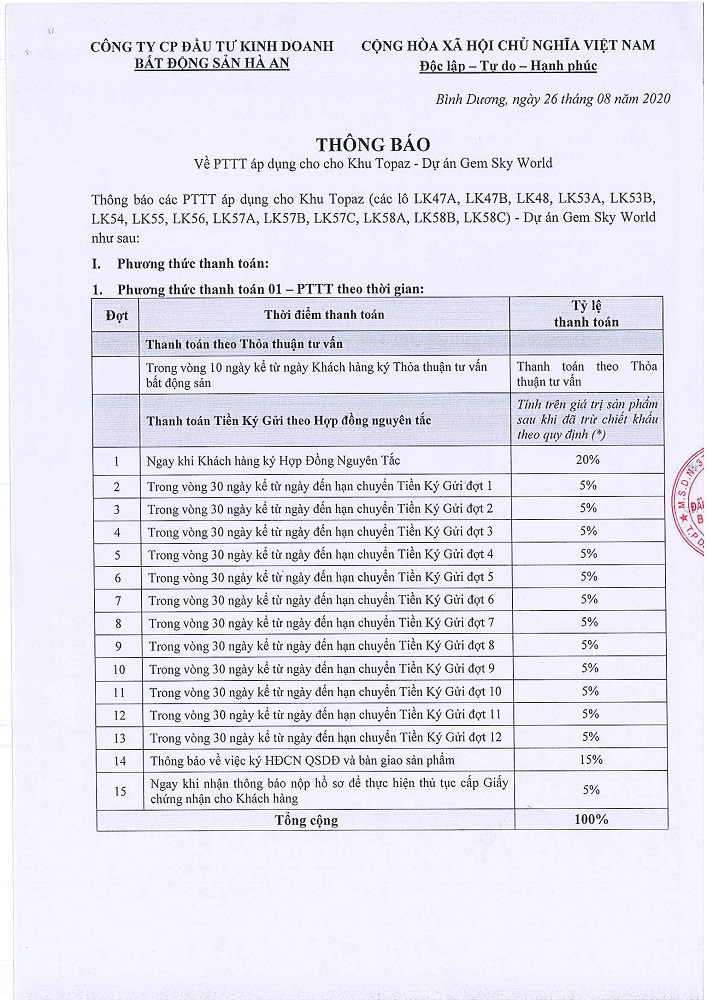 CÔNG TY CP ĐẦU TƯ KINH DOANH
BẤT ĐỘNG SẢN HÀ AN
CỘNG HÒA XÃ HỘI CHỦ NGHĨA VIỆT NAM
Độc lập – Tự do – Hạnh phúc
Bình Dương, ngày 26 tháng 08 năm 2020
THÔNG BÁO
Về PTTT áp dụng cho cho Khu Topaz - Dự án Gem Sky World
Thông báo các PTTT áp dụng cho Khu Topaz (các lô LK47A, LK47B, LK48, LK53A, LK53B,
LK54, LK55, LK56, LK57A, LK57B, LK57C, LK58A, LK58B, LK58C) - Dự án Gem Sky World
như sau:
I. Phương thức thanh toán:
1. Phương thức thanh toán 01 – PTTT theo thời gian:
Đợt Thời điểm thanh toán Tỷ lệ
thanh toán
Thanh toán theo Thỏa thuận tư vấn
Trong vòng 10 ngày kể từ ngày Khách hàng ký Thỏa thuận tư vấn
bất động sản
Thanh toán theo Thỏa
thuận tư vấn
Thanh toán Tiền Ký Gửi theo Hợp đồng nguyên tắc
Tính trên giá trị sản phẩm
sau khi đã trừ chiết khấu
theo quy định (*)
1 Ngay khi Khách hàng ký Hợp Đồng Nguyên Tắc 20%
2 Trong vòng 30 ngày kể từ ngày đến hạn chuyển Tiền Ký Gửi đợt 1 5%
3 Trong vòng 30 ngày kể từ ngày đến hạn chuyển Tiền Ký Gửi đợt 2 5%
4 Trong vòng 30 ngày kể từ ngày đến hạn chuyển Tiền Ký Gửi đợt 3 5%
5 Trong vòng 30 ngày kể từ ngày đến hạn chuyển Tiền Ký Gửi đợt 4 5%
6 Trong vòng 30 ngày kể từ ngày đến hạn chuyển Tiền Ký Gửi đợt 5 5%
7 Trong vòng 30 ngày kể từ ngày đến hạn chuyển Tiền Ký Gửi đợt 6 5%
8 Trong vòng 30 ngày kể từ ngày đến hạn chuyển Tiền Ký Gửi đợt 7 5%
9 Trong vòng 30 ngày kể từ ngày đến hạn chuyển Tiền Ký Gửi đợt 8 5%
10 Trong vòng 30 ngày kể từ ngày đến hạn chuyển Tiền Ký Gửi đợt 9 5%
11 Trong vòng 30 ngày kể từ ngày đến hạn chuyển Tiền Ký Gửi đợt 10 5%
12 Trong vòng 30 ngày kể từ ngày đến hạn chuyển Tiền Ký Gửi đợt 11 5%
13 Trong vòng 30 ngày kể từ ngày đến hạn chuyển Tiền Ký Gửi đợt 12 5%
14 Thông báo về việc ký HĐCN QSDĐ và bàn giao sản phẩm 15%
15 Ngay khi nhận thông báo nộp hồ sơ để thực hiện thủ tục cấp Giấy
chứng nhận cho Khách hàng 5%
Tổng cộng 100%